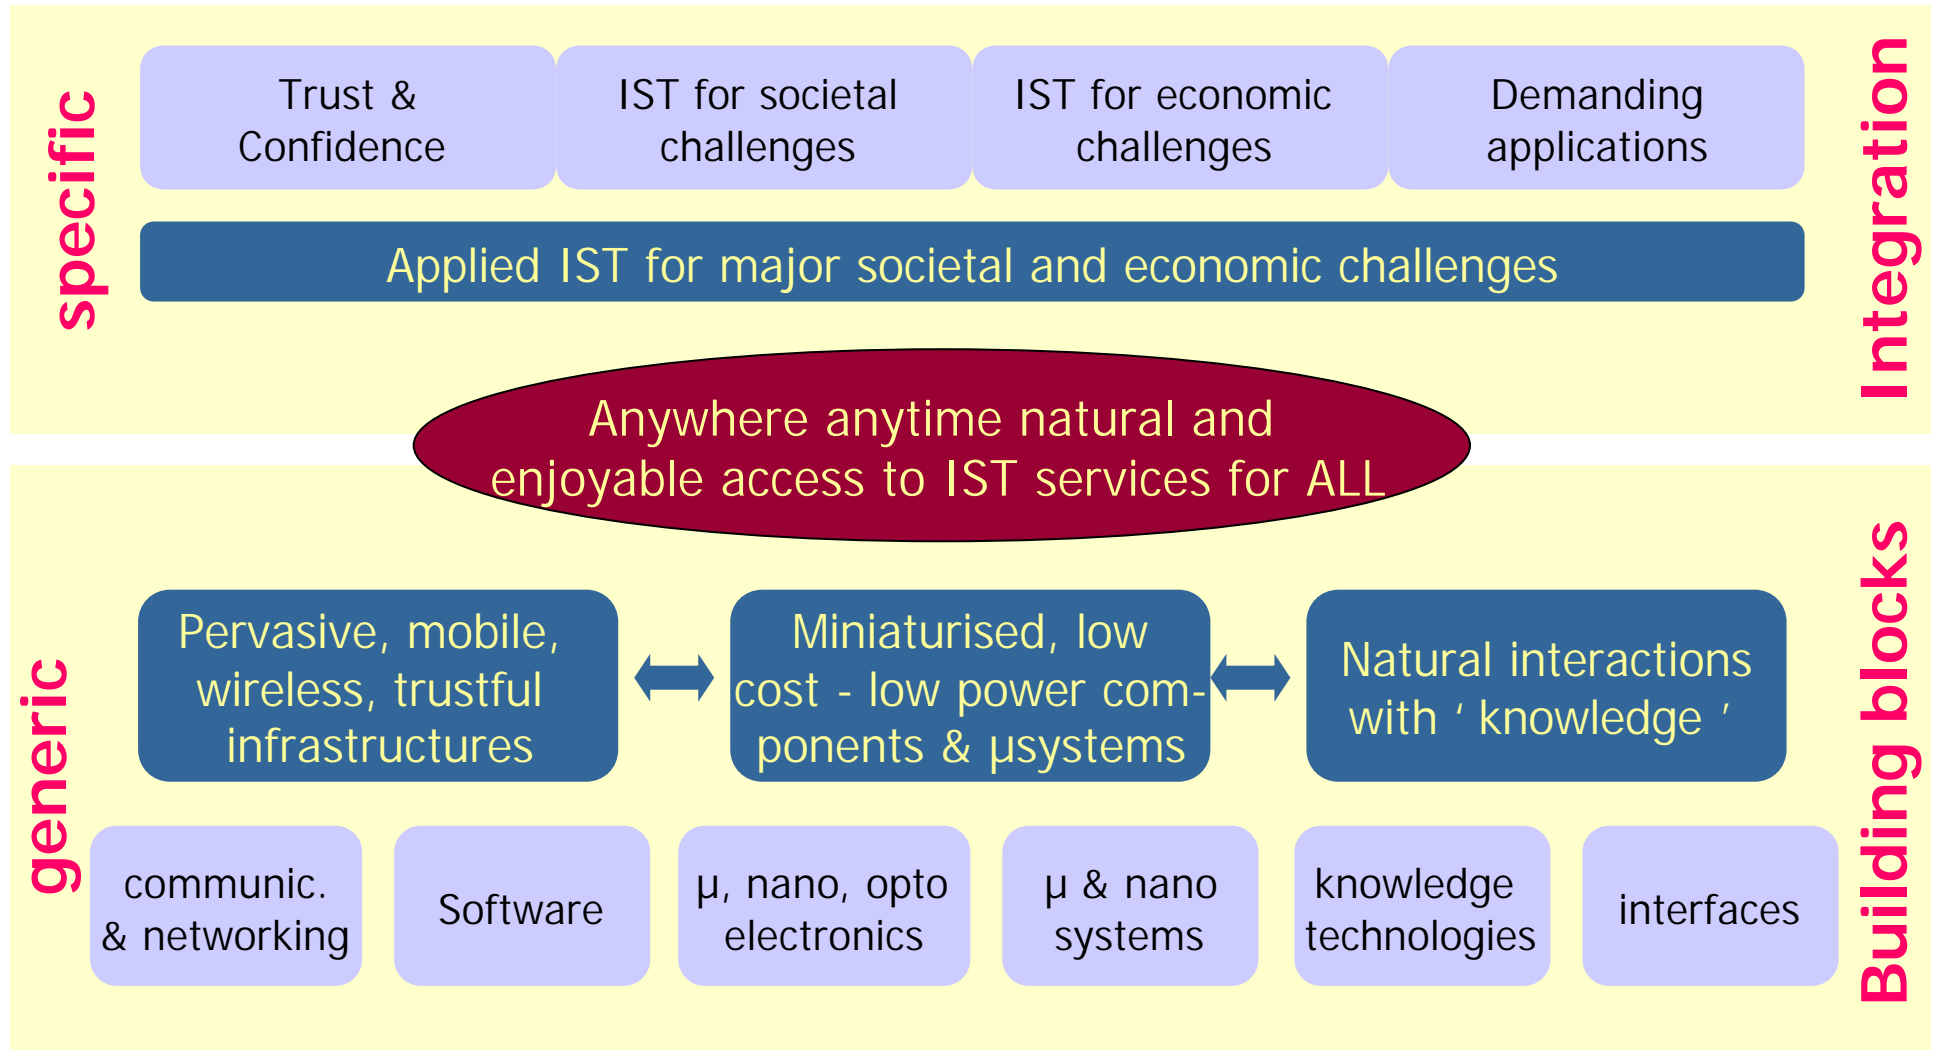 specific
Trust &
Confidence
IST for societal
challenges
IST for economic
challenges
Demanding
applications
Integration
Applied IST for major societal and economic challenges
Anywhere anytime natural and
enjoyable access to IST services for ALL
generic
Pervasive, mobile,
wireless, trustful
infrastructures
Miniaturised, low
cost - low power com-
ponents & µsystems
Natural interactions
with ‘ knowledge ’
Building blocks
communic.
& networking
Software
µ, nano, opto
electronics
µ & nano
systems
knowledge
technologies
interfaces